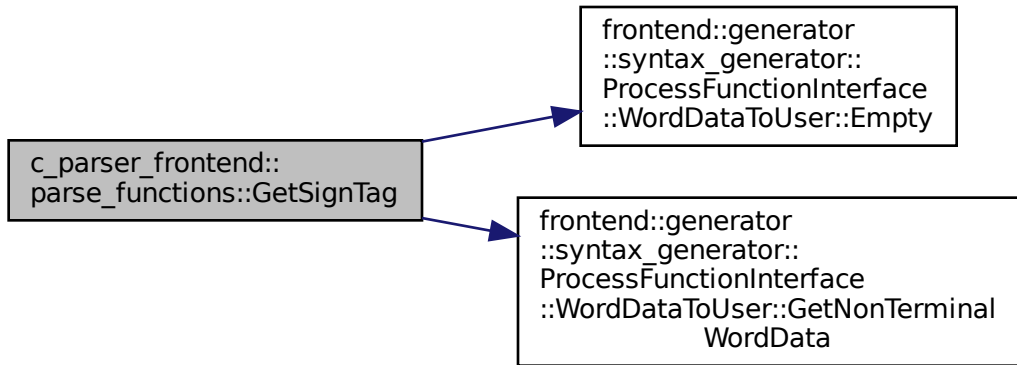 frontend::generator
::syntax_generator::
ProcessFunctionInterface
::WordDataToUser::Empty
c_parser_frontend::
parse_functions::GetSignTag
frontend::generator
::syntax_generator::
ProcessFunctionInterface
::WordDataToUser::GetNonTerminal
WordData